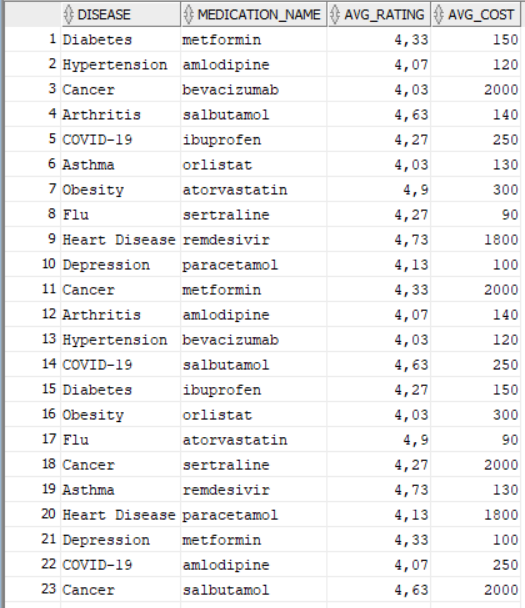 DISEASE MEDICATION_NAME AVG_RATING AVG_COST
1 Diabetes metformin 4,33 150
2 Hypertension amlodipine 4,07 120
3 Cancer bevacizumab 4,03 2000
4 Arthritis salbutamol 4,63 140
5 COVID-19 ibuprofen 4,27 250
6 Asthma orlistat 4,03 130
7 Obesity atorvastatin 4,9 300
8 Flu sertraline 4,27 90
9 Heart Disease remdesivir 4,73 1800
10 Depression paracetamol 4,13 100
11 Cancer metformin 4,33 2000
12 Arthritis amlodipine 4,07 140
13 Hypertension bevacizumab 4,03 120
14 COVID-19 salbutamol 4,63 250
15 Diabetes ibuprofen 4,27 150
16 Obesity orlistat 4,03 300
17 Flu atorvastatin 4,9 90
18 Cancer sertraline 4,27 2000
19 Asthma remdesivir 4,73 130
20 Heart Disease paracetamol 4,13 1800
21 Depression metformin 4,33 100
22 COVID-19 amlodipine 4,07 250
23 Cancer salbutamol 4,63 2000